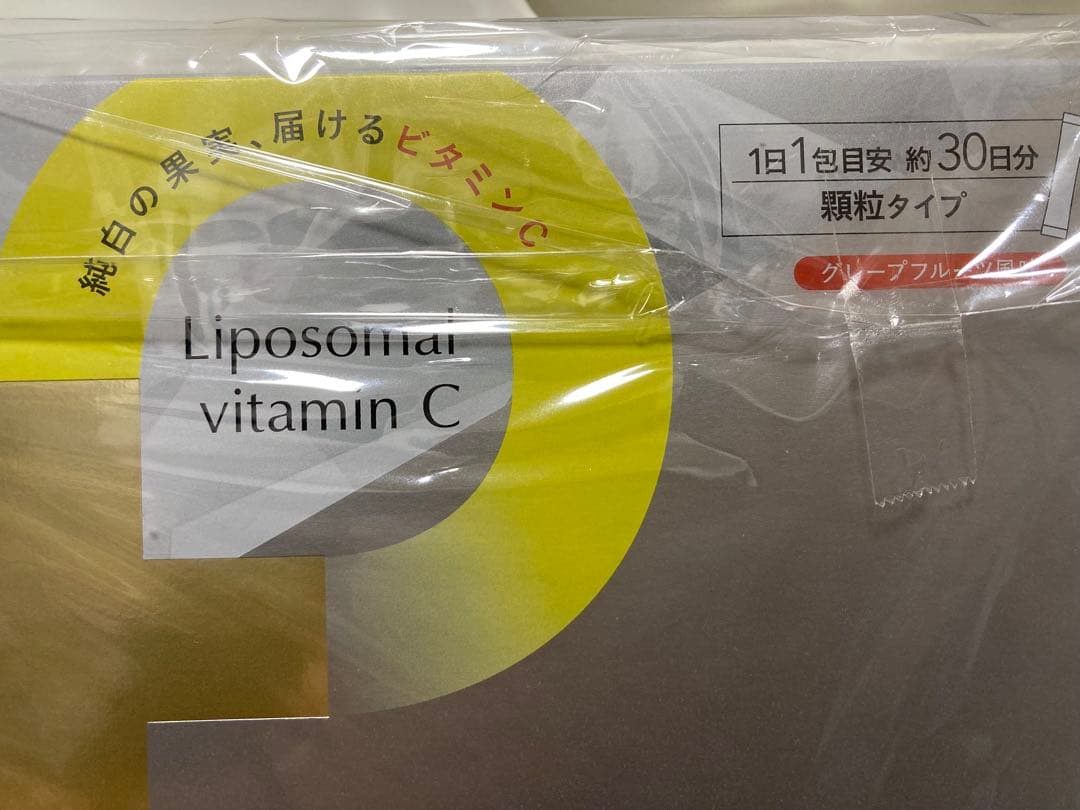 純白の果実、届けるビタミンC
Liposomal
vitamin C
1日1包目安 約30日分
顆粒タイプ
グレープフルーツ風味